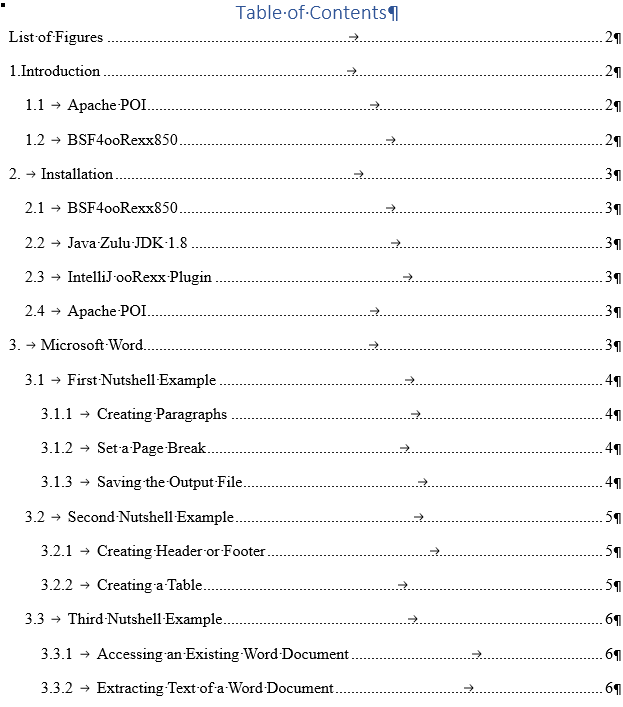 Table of Contents
List of Figures 2
1.Introduction 2
1.1 Apache POI 2
1.2 BSF4ooRexx850 2
2. Installation 3
2.1 BSF4ooRexx850 3
2.2 Java Zulu JDK 1.8 3
2.3 IntelliJ ooRexx Plugin 3
2.4 Apache POI 3
3. Microsoft Word 3
3.1 First Nutshell Example 4
3.1.1 Creating Paragraphs 4
3.1.2 Set a Page Break 4
3.1.3 Saving the Output File 4
3.2 Second Nutshell Example 5
3.2.1 Creating Header or Footer 5
3.2.2 Creating a Table 5
3.3 Third Nutshell Example 6
3.3.1 Accessing an Existing Word Document 6
3.3.2 Extracting Text of a Word Document 6